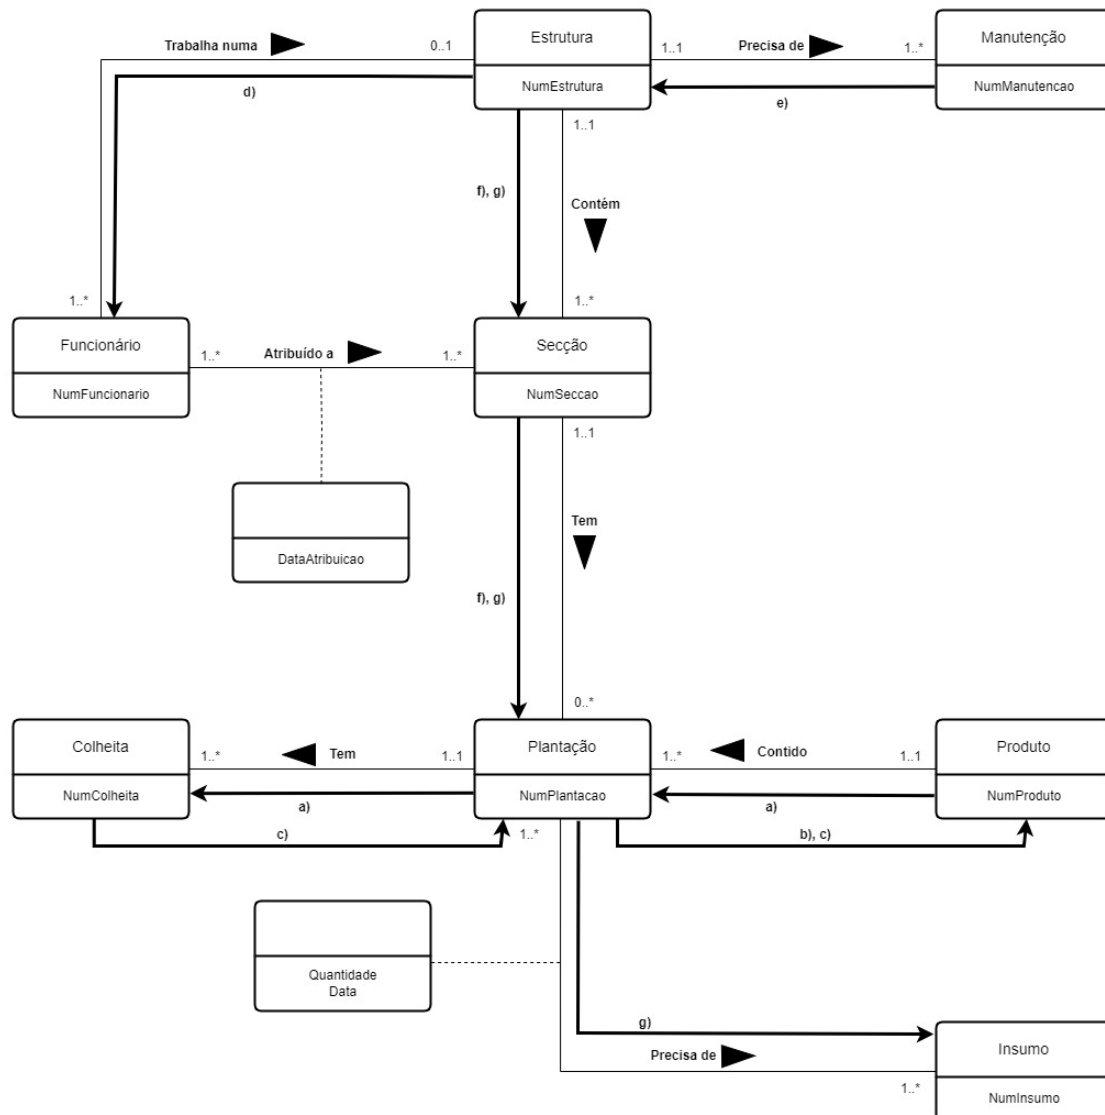 Estrutura
NumEstrutura
Manutenção
NumManutencao
Trabalha numa
0..1
1..1
Precisa de
1..*
d)
e)
1..1
f), g)
Contém
1..*
1..*
Funcionário
NumFuncionario
1..*
Atribuído a
1..*
Secção
NumSeccao
1..1
DataAtribuicao
Tem
f), g)
0..*
Colheita
NumColheita
1..*
Tem
1..1
Plantação
NumPlantacao
1..*
Contido
1..1
Produto
NumProduto
a)
a)
c)
1..*
b), c)
Quantidade
Data
g)
Precisa de
1..*
Insumo
NumInsumo